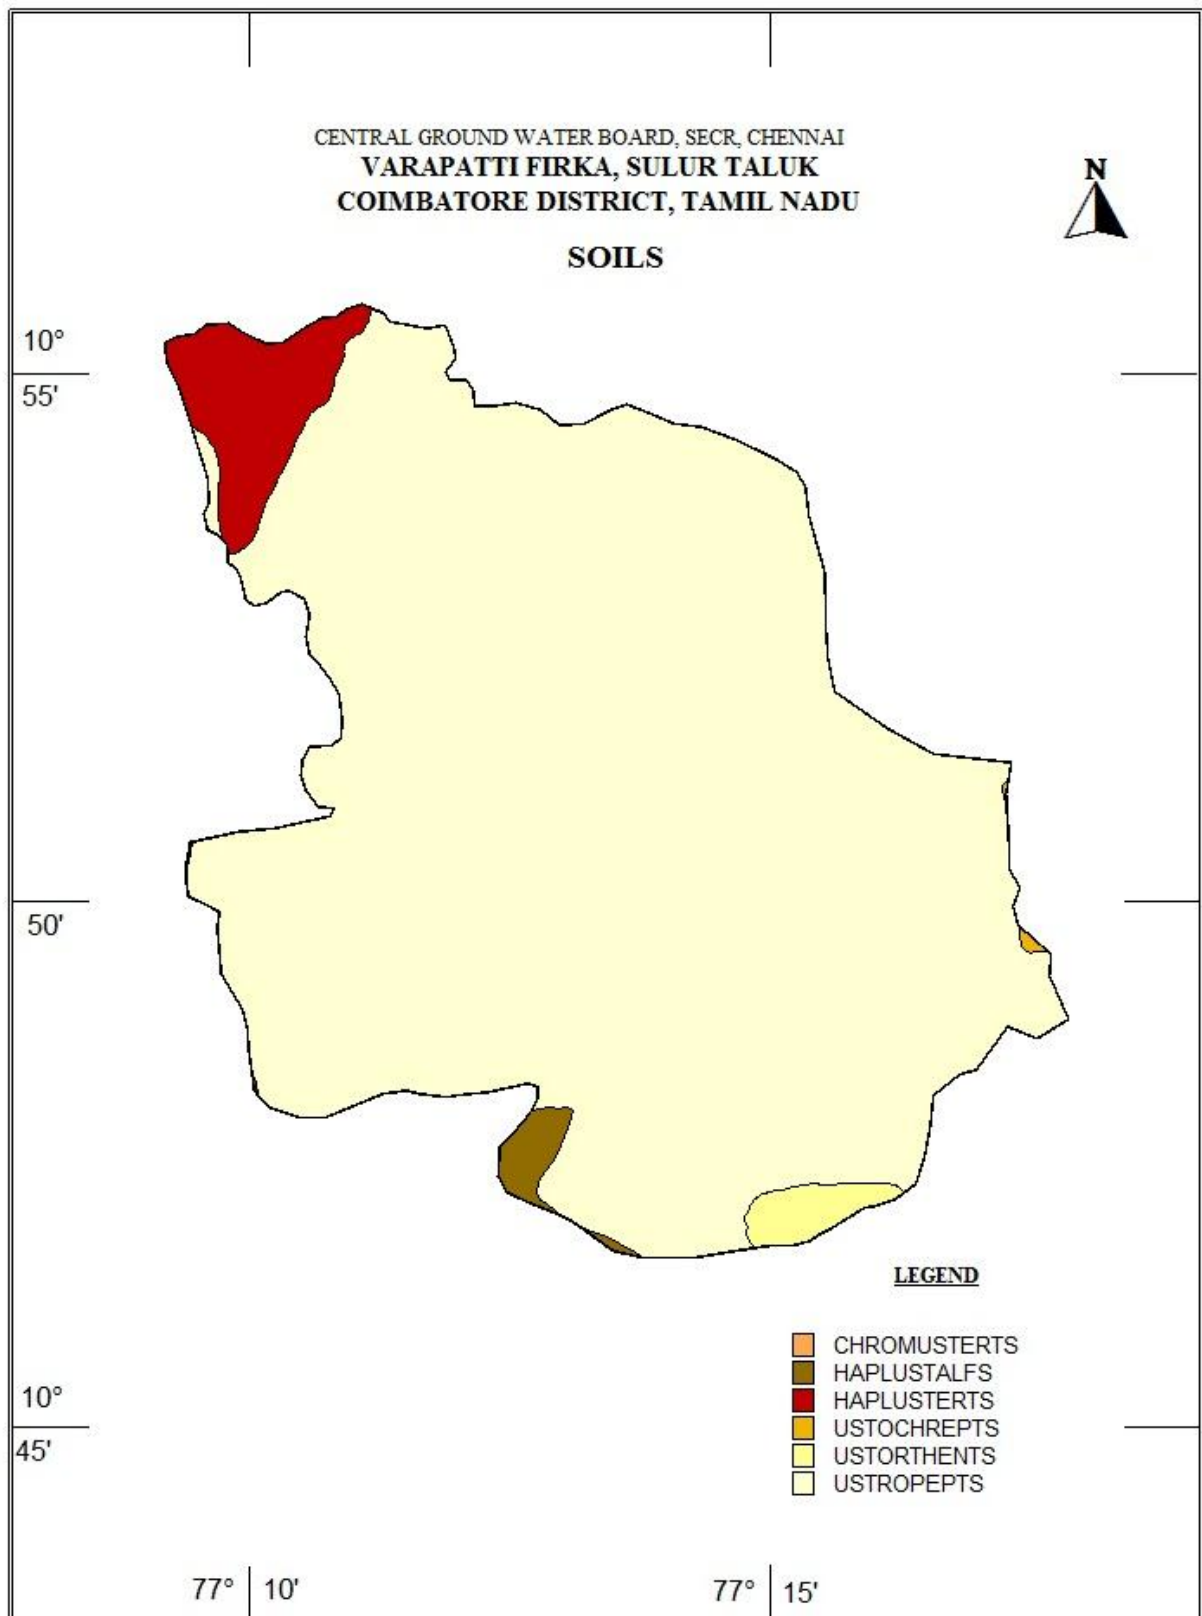 CENTRAL GROUND WATER BOARD, SECR, CHENNAI
VARAPATTI FIRKA, SULUR TALUK
COIMBATORE DISTRICT, TAMIL NADU
N
SOILS
10°
55'
50'
LEGEND
CHROMUSTERTS
HAPLUSTALFS
HAPLUSTERTS
USTOCHREPTS
USTORTHENTS
USTROPEPTS
10°
45'
77° 10' 77° 15'